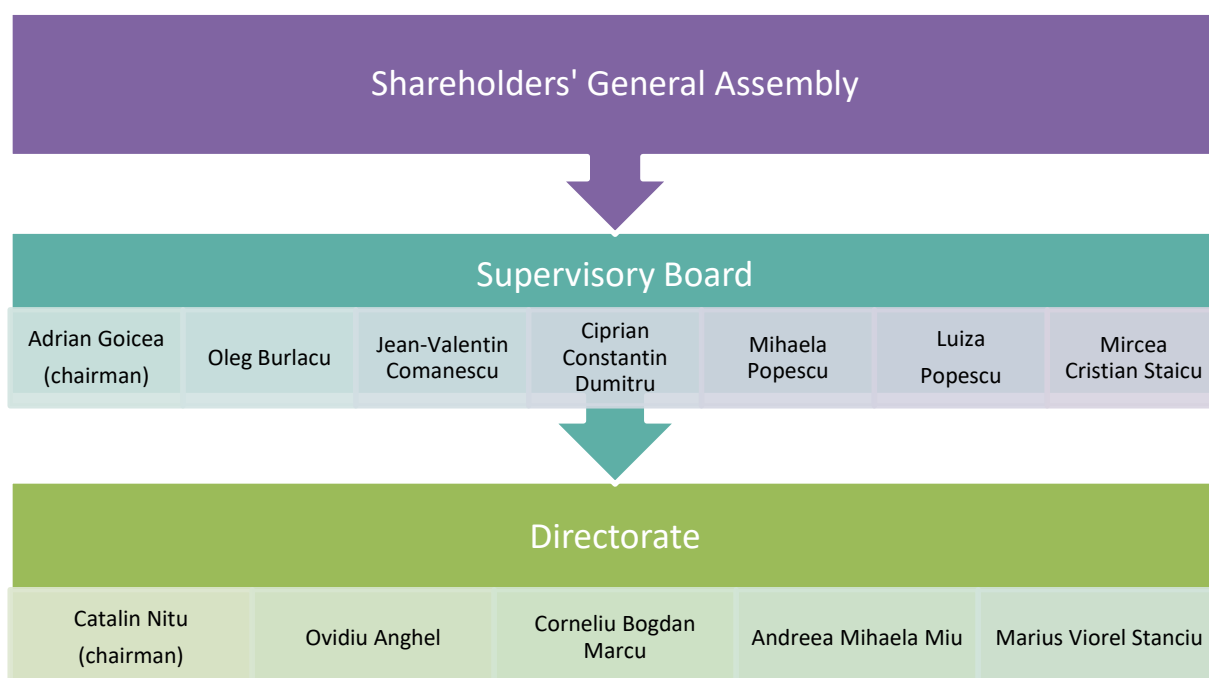 Shareholders' General Assembly
Supervisory Board
Adrian Goicea
(chairman)
Oleg Burlacu
Jean-Valentin
Comanescu
Ciprian
Constantin
Dumitru
Mihaela
Popescu
Luiza
Popescu
Mircea
Cristian Staicu
Directorate
Catalin Nitu
(chairman)
Ovidiu Anghel
Corneliu Bogdan
Marcu
Andreea Mihaela Miu
Marius Viorel Stanciu